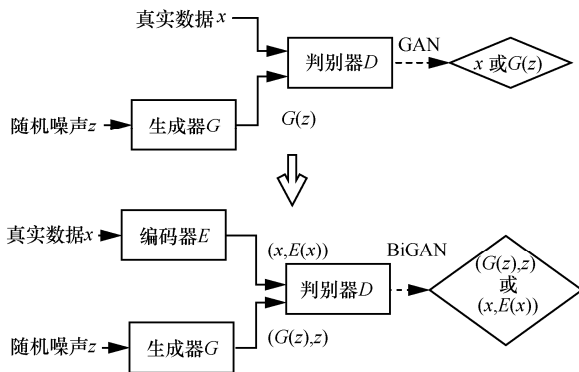 真实数据x
判别器D
GAN
x 或G(z)
随机噪声z
生成器G
G(z)
真实数据x
编码器E
(x,E(x))
判别器D
BiGAN
(G(z),z)
或
(x,E(x))
随机噪声z
生成器G
(G(z),z)